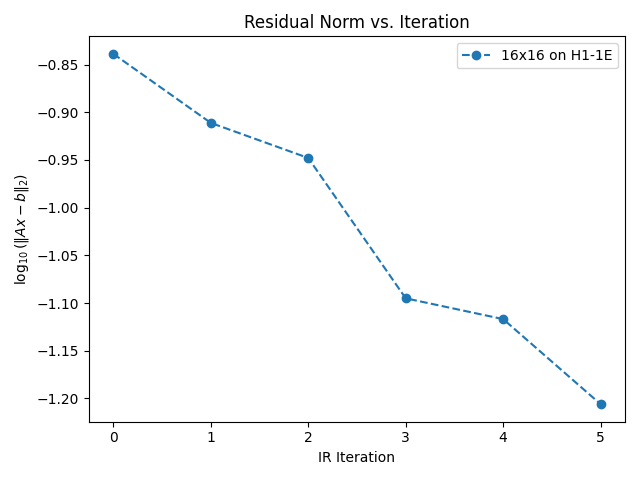 Residual Norm vs. Iteration
16x16 on H1-1E
−0.85
−0.90
−0.95
−1.00
−1.05
−1.10
−1.15
−1.20
log₁₀(‖Ax − b‖₂)
0 1 2 3 4 5
IR Iteration